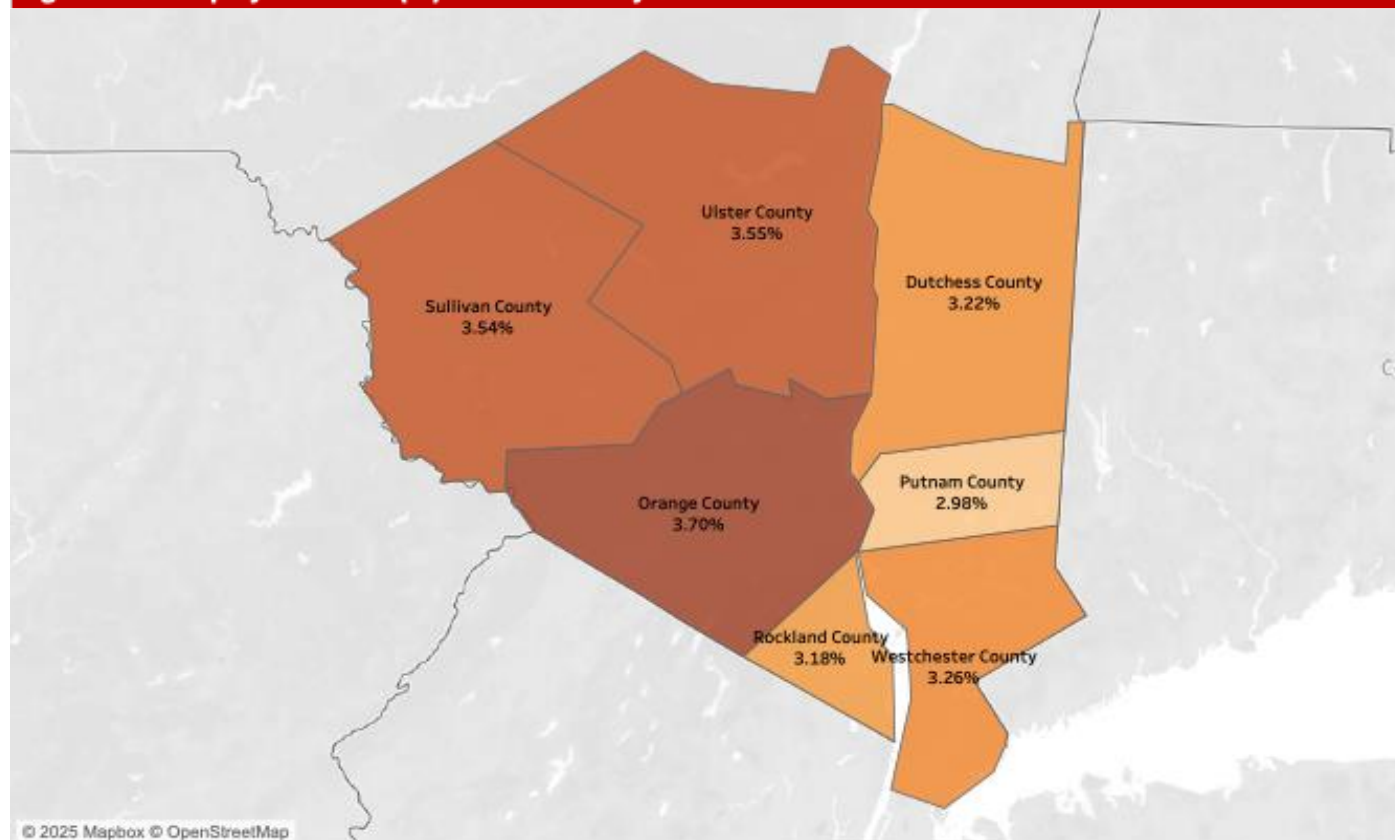 Ulster County
3.55%
Dutchess County
3.22%
Sullivan County
3.54%
Putnam County
2.98%
Orange County
3.70%
Rockland County
3.18%
Westchester County
3.26%
© 2025 Mapbox © OpenStreetMap